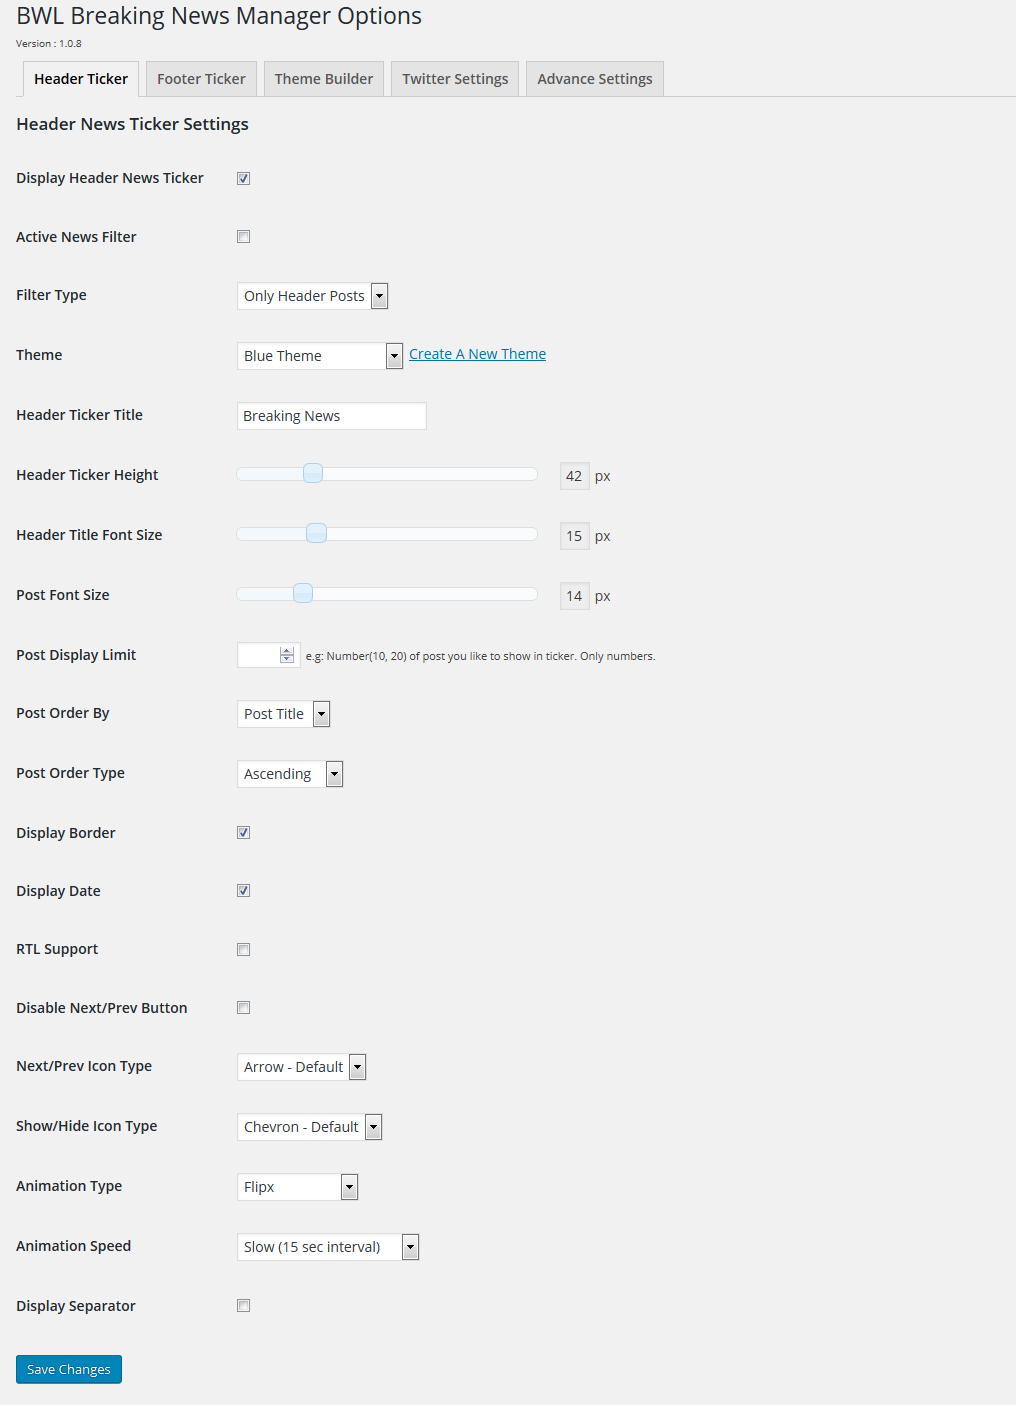 BWL Breaking News Manager Options
Version : 1.0.8
Header Ticker Footer Ticker Theme Builder Twitter Settings Advance Settings
Header News Ticker Settings
Display Header News Ticker
Active News Filter
Filter Type Only Header Posts
Theme Blue Theme Create A New Theme
Header Ticker Title Breaking News
Header Ticker Height 42 px
Header Title Font Size 15 px
Post Font Size 14 px
Post Display Limit e.g: Number(10, 20) of post you like to show in ticker. Only numbers.
Post Order By Post Title
Post Order Type Ascending
Display Border
Display Date
RTL Support
Disable Next/Prev Button
Next/Prev Icon Type Arrow - Default
Show/Hide Icon Type Chevron - Default
Animation Type Flipx
Animation Speed Slow (15 sec interval)
Display Separator
Save Changes